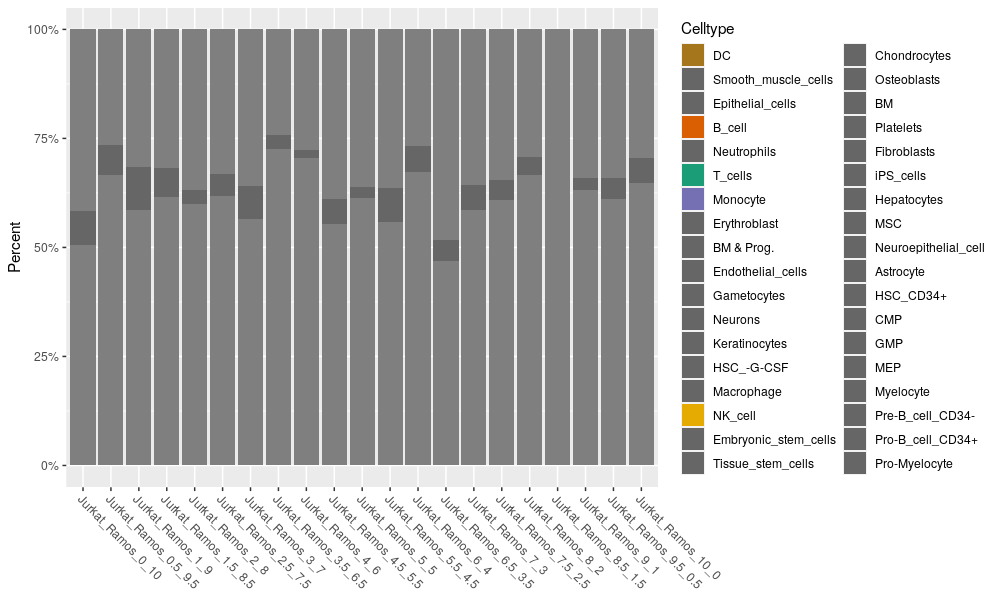 Celltype
DC
Smooth_muscle_cells
Epithelial_cells
B_cell
Neutrophils
T_cells
Monocyte
Erythroblast
BM & Prog.
Endothelial_cells
Gametocytes
Neurons
Keratinocytes
HSC_-G-CSF
Macrophage
NK_cell
Embryonic_stem_cells
Tissue_stem_cells
Chondrocytes
Osteoblasts
BM
Platelets
Fibroblasts
iPS_cells
Hepatocytes
MSC
Neuroepithelial_cell
Astrocyte
HSC_CD34+
CMP
GMP
MEP
Myelocyte
Pre-B_cell_CD34-
Pro-B_cell_CD34+
Pro-Myelocyte
Percent
100%
75%
50%
25%
0%
Jurkat_Ramos_0_10
Jurkat_Ramos_0.5_9.5
Jurkat_Ramos_1_9
Jurkat_Ramos_1.5_8.5
Jurkat_Ramos_2_8
Jurkat_Ramos_2.5_7.5
Jurkat_Ramos_3_7
Jurkat_Ramos_3.5_6.5
Jurkat_Ramos_4_6
Jurkat_Ramos_4.5_5.5
Jurkat_Ramos_5_5
Jurkat_Ramos_5.5_4.5
Jurkat_Ramos_6_4
Jurkat_Ramos_6.5_3.5
Jurkat_Ramos_7_3
Jurkat_Ramos_7.5_2.5
Jurkat_Ramos_8_2
Jurkat_Ramos_8.5_1.5
Jurkat_Ramos_9_1
Jurkat_Ramos_9.5_0.5
Jurkat_Ramos_10_0